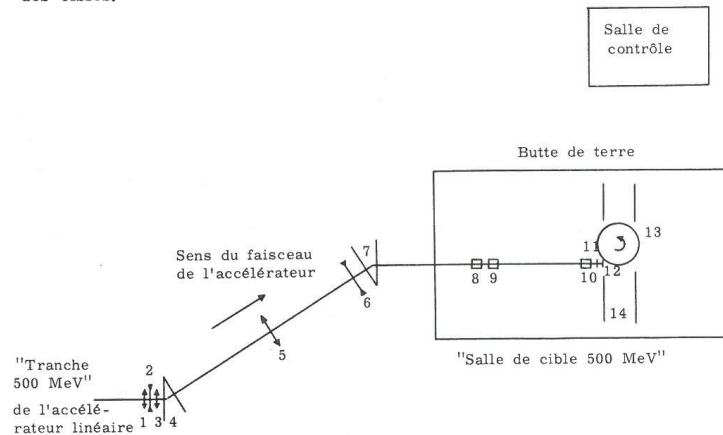 des cibles.
Salle de
contrôle
Butte de terre
Sens du faisceau
de l'accélérateur
7
11
13
8
9
10
12
6
14
5
"Salle de cible 500 MeV"
"Tranche
500 MeV"
2
de l'accélé-
rateur linéaire
1 3 4